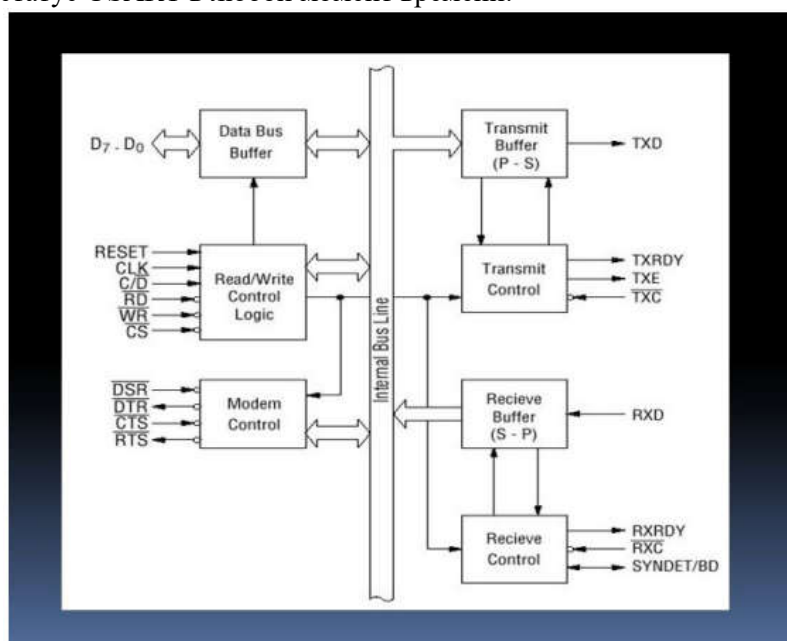 D7 - D0
Data Bus
Buffer
RESET
CLK
C/D
RD
WR
CS
Read/Write
Control
Logic
DSR
DTR
CTS
RTS
Modem
Control
Internal Bus Line
Transmit
Buffer
(P - S)
TXD
Transmit
Control
TXRDY
TXE
TXC
Recieve
Buffer
(S - P)
RXD
Recieve
Control
RXRDY
RXC
SYNDET/BD